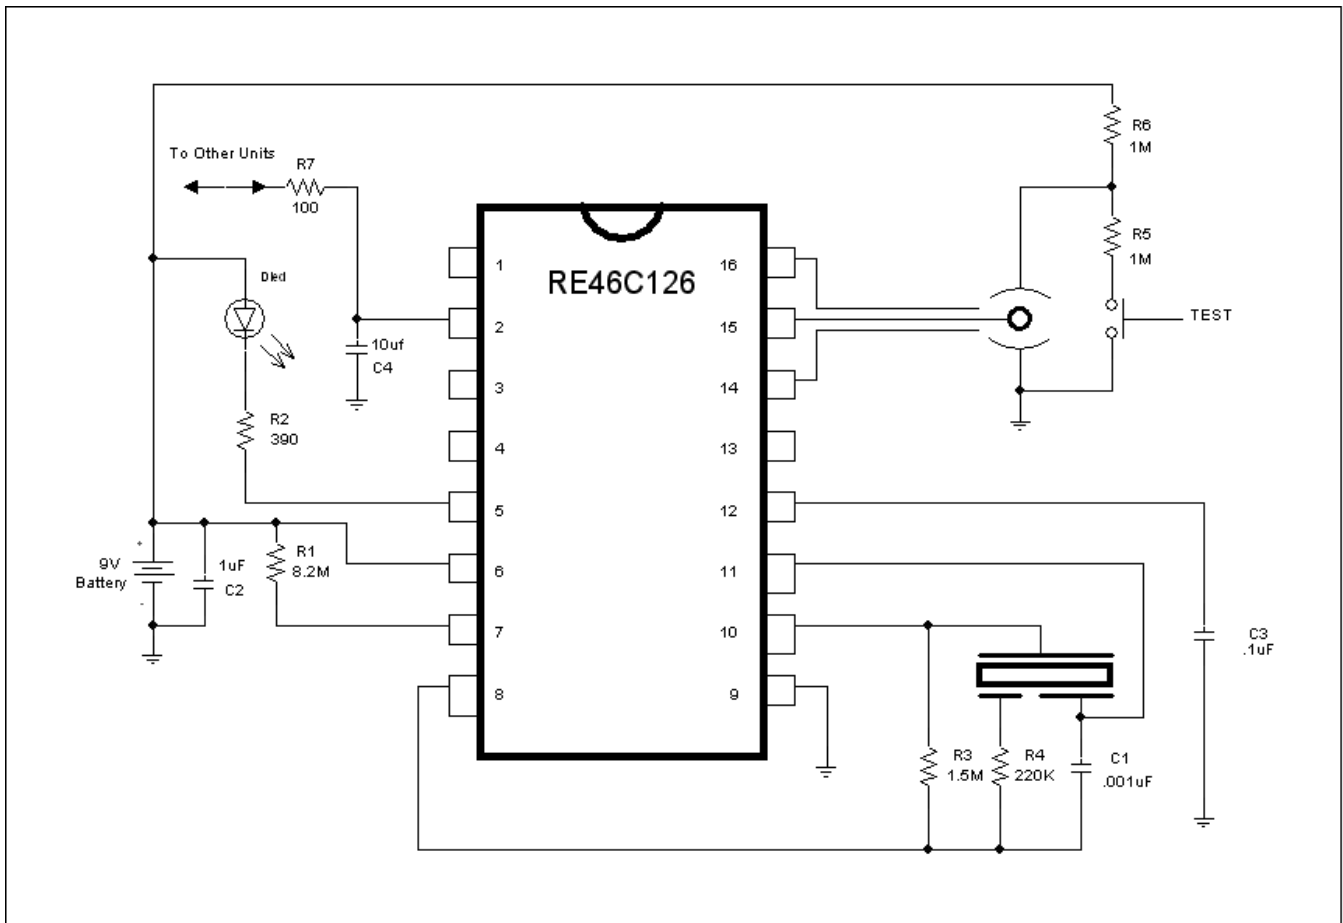 To Other Units
R7
100
R6
1M
R5
1M
TEST
Dled
10uf
C4
R2
390
RE46C126
1
2
3
4
5
6
7
8
16
15
14
13
12
11
10
9
+
9V
Battery
-
1uF
C2
R1
8.2M
R3
1.5M
R4
220K
C1
.001uF
C3
.1uF